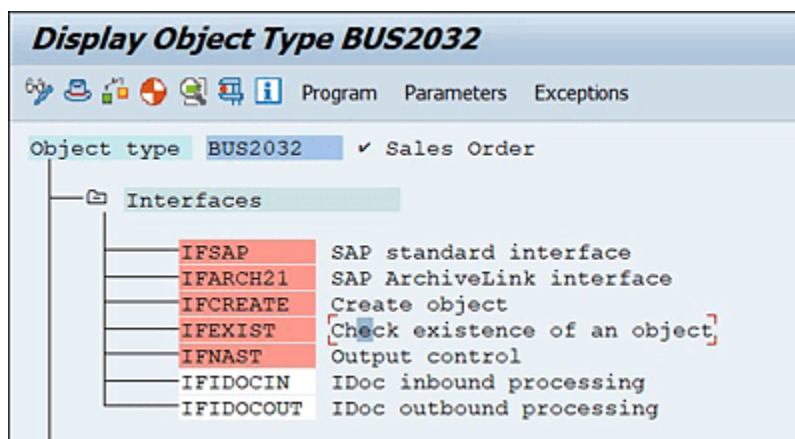 Display Object Type BUS2032
Program Parameters Exceptions
Object type BUS2032 ✔ Sales Order
Interfaces
IFSAP SAP standard interface
IFARCH21 SAP ArchiveLink interface
IFCREATE Create object
IFEXIST Check existence of an object
IFNAST Output control
IFIDOCIN IDoc inbound processing
IFIDOCOUT IDoc outbound processing